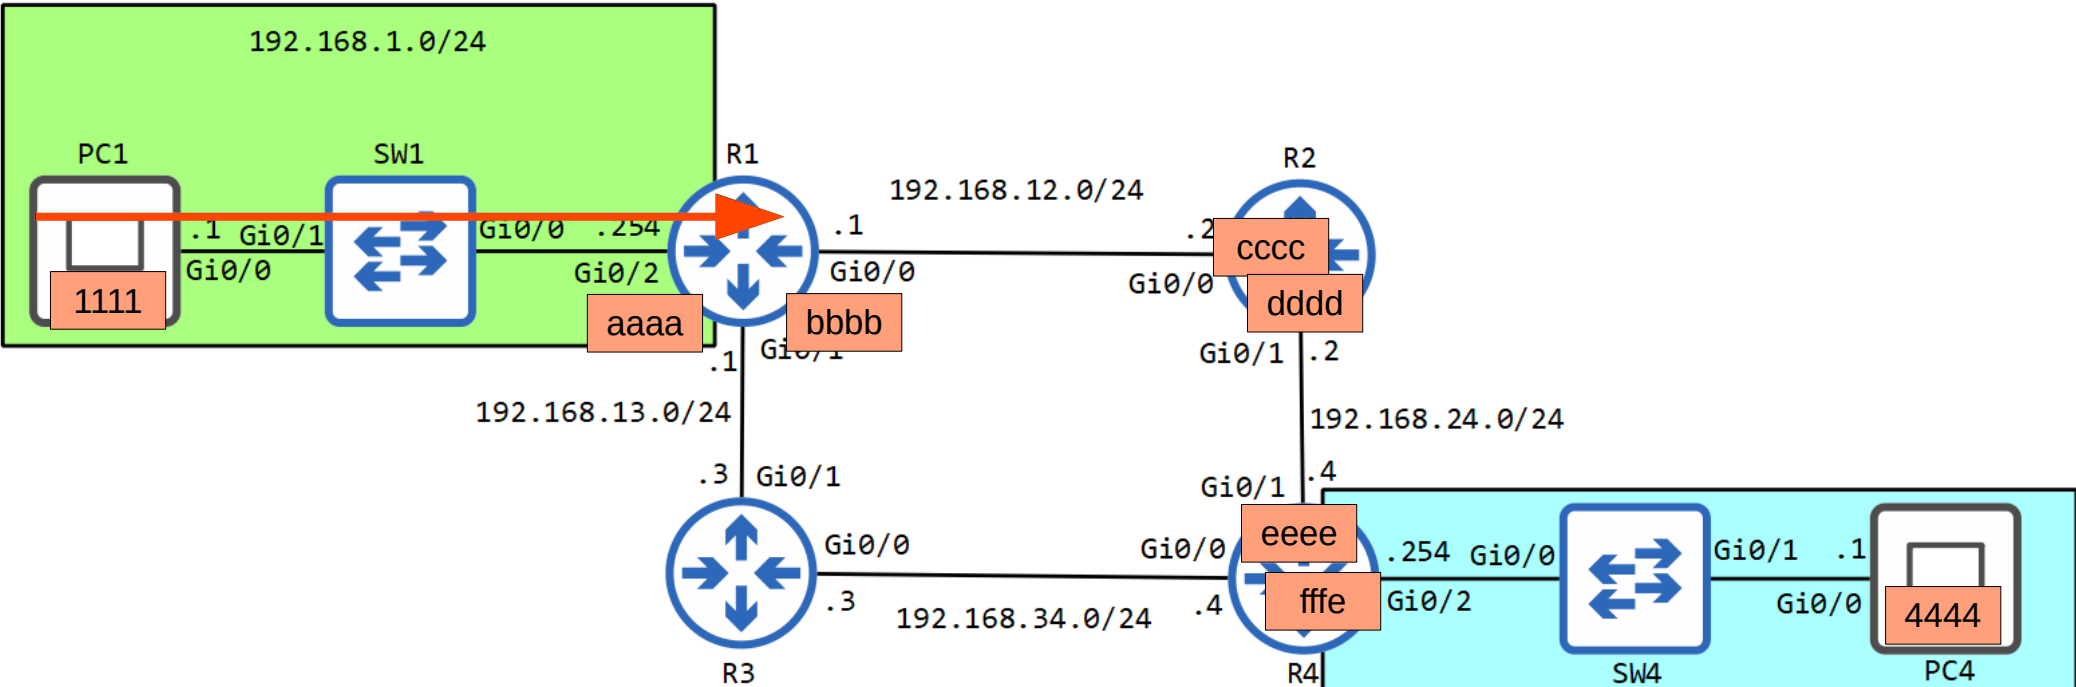 192.168.1.0/24
PC1
SW1
R1
R2
192.168.12.0/24
.1
Gi0/1
Gi0/0
.254
.1
.2
Gi0/0
Gi0/2
Gi0/0
Gi0/0
cccc
1111
aaaa
bbbb
dddd
.1
Gi0/1
Gi0/1
.2
192.168.13.0/24
192.168.24.0/24
.3
Gi0/1
.4
Gi0/1
eeee
Gi0/0
Gi0/0
.254
Gi0/0
Gi0/1
.1
.3
192.168.34.0/24
.4
fffe
Gi0/2
Gi0/0
4444
R3
R4
SW4
PC4